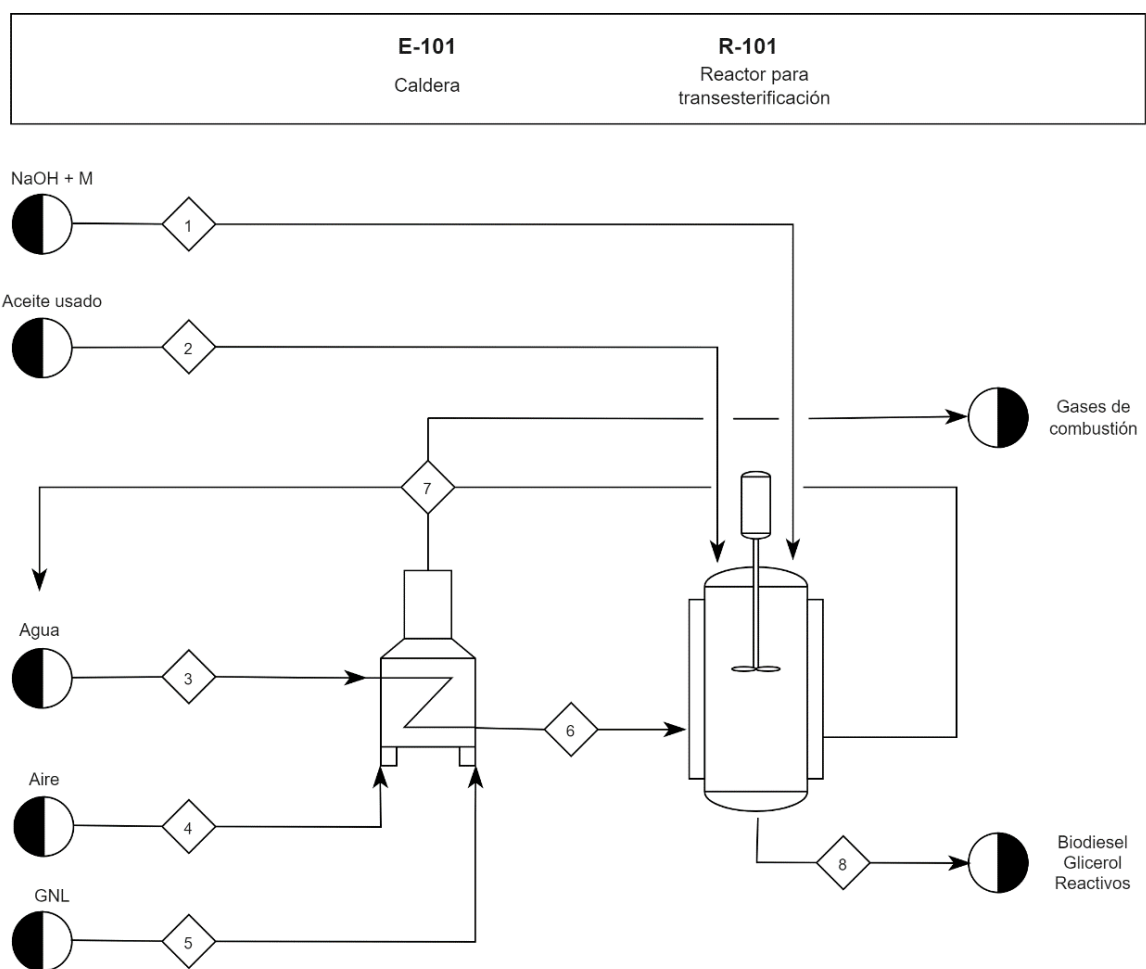 E-101
R-101
Caldera
Reactor para
transesterificación
NaOH + M
1
Aceite usado
2
Gases de
combustión
7
Agua
3
6
Aire
4
Biodiesel
Glicerol
Reactivos
8
GNL
5